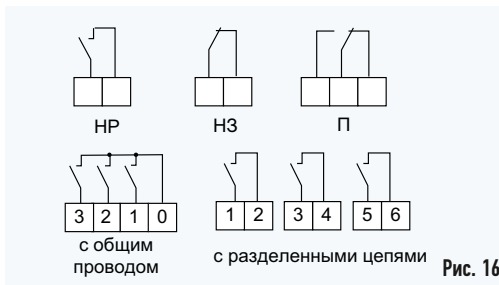 НР НЗ П
3 2 1 0 1 2 3 4 5 6
с общим
проводом
с разделенными цепями
Рис. 16